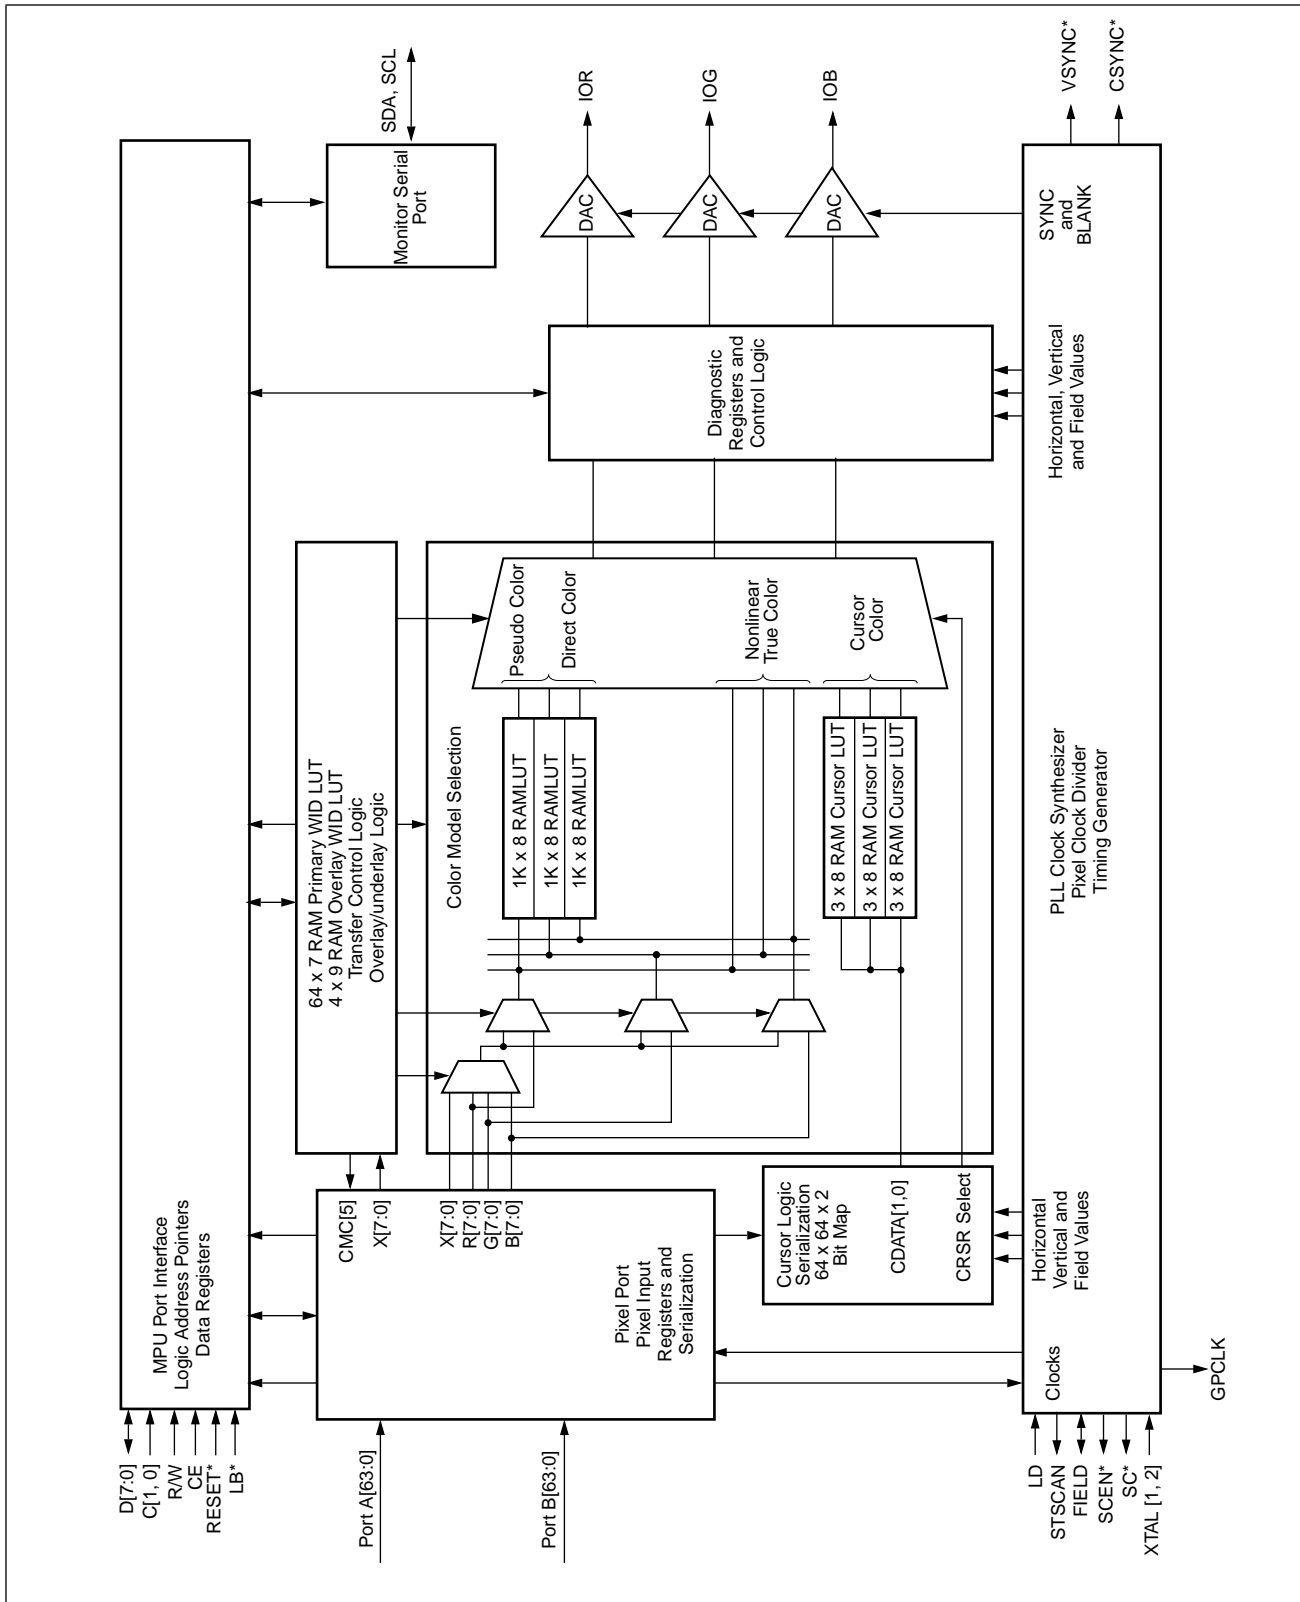 D[7:0]
C[1, 0]
R/W
CE
RESET*
LB*
MPU Port Interface
Logic Address Pointers
Data Registers
Monitor Serial
Port
SDA, SCL
64 x 7 RAM Primary WID LUT
4 x 9 RAM Overlay WID LUT
Transfer Control Logic
Overlay/underlay Logic
CMC[5]
X[7:0]
X[7:0]
R[7:0]
G[7:0]
B[7:0]
Port A[63:0]
Port B[63:0]
Pixel Port
Pixel Input
Registers and
Serialization
Color Model Selection
1K x 8 RAMLUT
1K x 8 RAMLUT
1K x 8 RAMLUT
Pseudo Color
Direct Color
Nonlinear
True Color
Cursor
Color
3 x 8 RAM Cursor LUT
3 x 8 RAM Cursor LUT
3 x 8 RAM Cursor LUT
Cursor Logic
Serialization
64 x 64 x 2
Bit Map
CDATA[1,0]
CRSR Select
Diagnostic
Registers and
Control Logic
DAC
DAC
DAC
IOR
IOG
IOB
Clocks
Horizontal
Vertical and
Field Values
PLL Clock Synthesizer
Pixel Clock Divider
Timing Generator
Horizontal, Vertical
and Field Values
SYNC
and
BLANK
VSYNC*
CSYNC*
LD
STSCAN
FIELD
SCEN*
SC*
XTAL [1, 2]
GPCLK